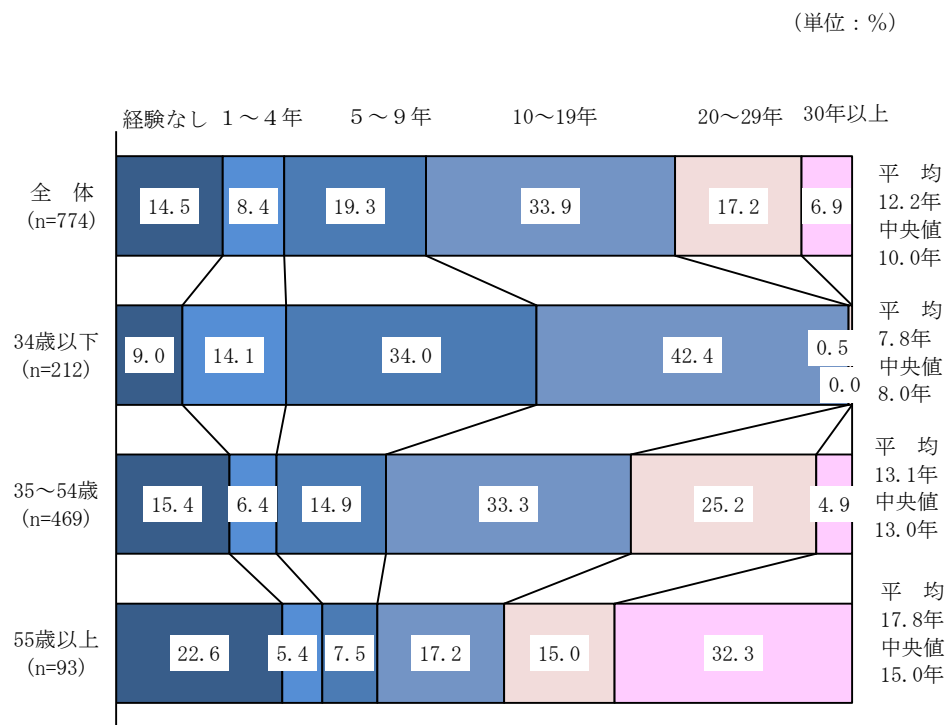 （単位：％）
経験なし １～４年 ５～９年 10～19年 20～29年 30年以上
全　体
(n=774)
14.5 8.4 19.3 33.9 17.2 6.9
平　均
12.2年
中央値
10.0年
34歳以下
(n=212)
9.0 14.1 34.0 42.4 0.5
0.0
平　均
7.8年
中央値
8.0年
35～54歳
(n=469)
15.4 6.4 14.9 33.3 25.2 4.9
平　均
13.1年
中央値
13.0年
55歳以上
(n=93)
22.6 5.4 7.5 17.2 15.0 32.3
平　均
17.8年
中央値
15.0年